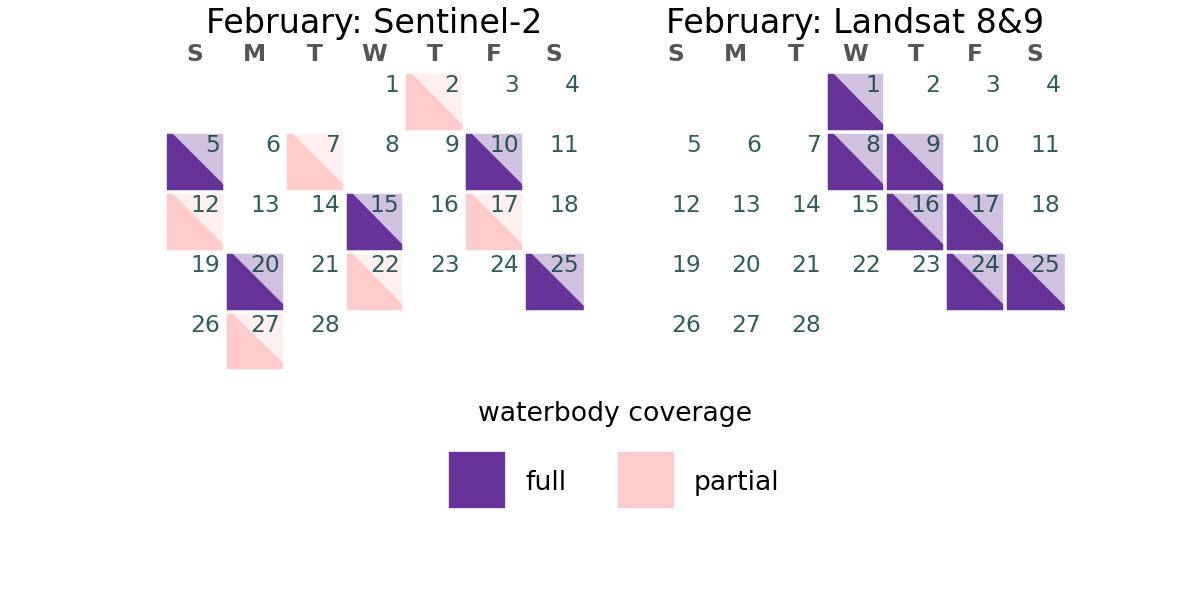 February: Sentinel-2
S M T W T F S
1 2 3 4
5 6 7 8 9 10 11
12 13 14 15 16 17 18
19 20 21 22 23 24 25
26 27 28
February: Landsat 8&9
S M T W T F S
1 2 3 4
5 6 7 8 9 10 11
12 13 14 15 16 17 18
19 20 21 22 23 24 25
26 27 28
waterbody coverage
full partial